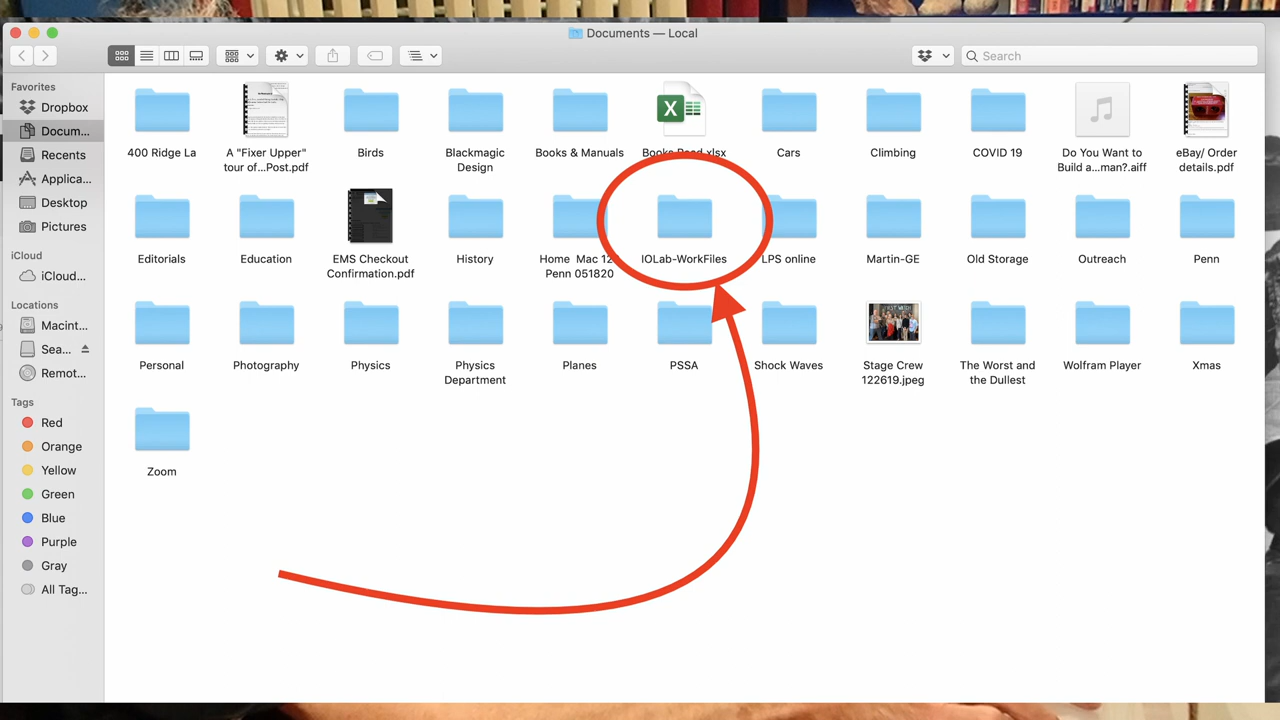 Documents — Local
Search
Favorites
Dropbox
Docum...
Recents
Applica...
Desktop
Pictures
iCloud
iCloud...
Locations
Macint...
Sea...
Remot...
Tags
Red
Orange
Yellow
Green
Blue
Purple
Gray
All Tag...
400 Ridge La
A "Fixer Upper"
tour of...Post.pdf
Birds
Blackmagic
Design
Books & Manuals
Books Read.xlsx
Cars
Climbing
COVID 19
Do You Want to
Build a...man?.aiff
eBay/ Order
details.pdf
Editorials
Education
EMS Checkout
Confirmation.pdf
History
Home Mac 12
Penn 051820
IOLab-WorkFiles
LPS online
Martin-GE
Old Storage
Outreach
Penn
Personal
Photography
Physics
Physics
Department
Planes
PSSA
Shock Waves
Stage Crew
122619.jpeg
The Worst and
the Dullest
Wolfram Player
Xmas
Zoom